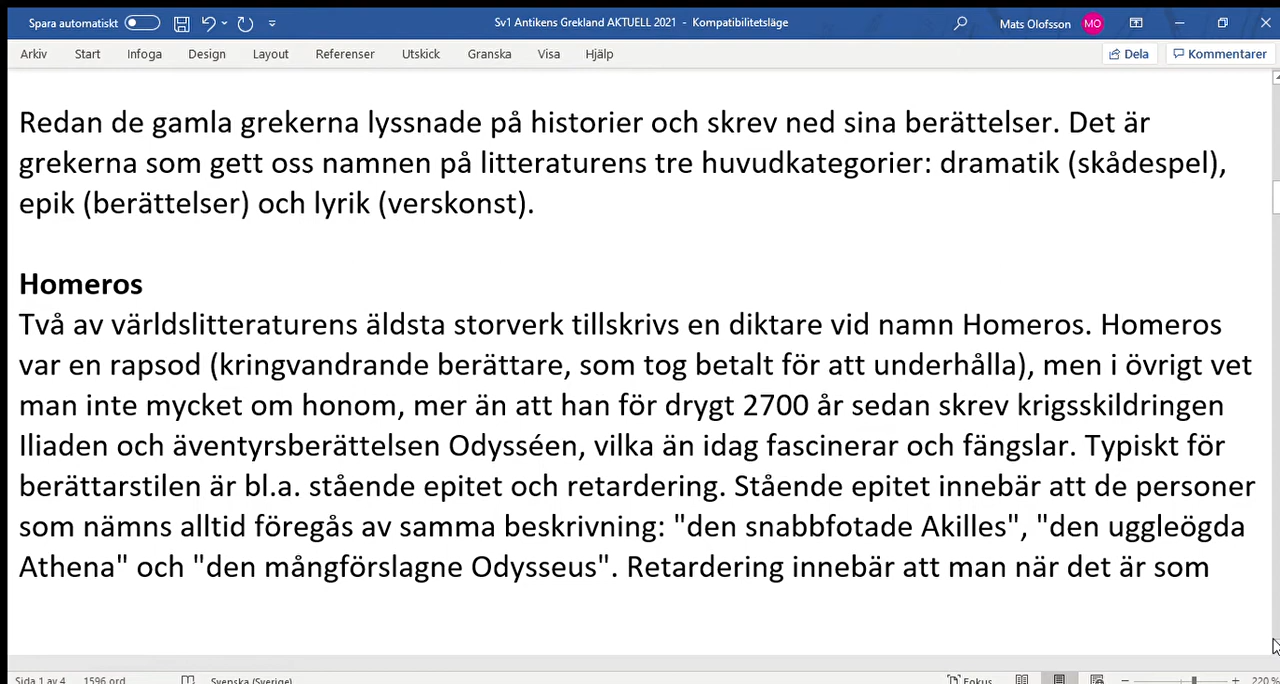 Spara automatiskt
Sv1 Antikens Grekland AKTUELL 2021 - Kompatibilitetsläge
Mats Olofsson MO
Arkiv Start Infoga Design Layout Referenser Utskick Granska Visa Hjälp Dela Kommentarer
Redan de gamla grekerna lyssnade på historier och skrev ned sina berättelser. Det är
grekerna som gett oss namnen på litteraturens tre huvudkategorier: dramatik (skådespel),
epik (berättelser) och lyrik (verskonst).
Homeros
Två av världslitteraturens äldsta storverk tillskrivs en diktare vid namn Homeros. Homeros
var en rapsod (kringvandrande berättare, som tog betalt för att underhålla), men i övrigt vet
man inte mycket om honom, mer än att han för drygt 2700 år sedan skrev krigsskildringen
Iliaden och äventyrsberättelsen Odysséen, vilka än idag fascinerar och fängslar. Typiskt för
berättarstilen är bl.a. stående epitet och retardering. Stående epitet innebär att de personer
som nämns alltid föregås av samma beskrivning: "den snabbfotade Akilles", "den uggleögda
Athena" och "den mångförslagne Odysseus". Retardering innebär att man när det är som
Sida 1 av 4 1596 ord Svenska (Sverige) Fokus 220 %